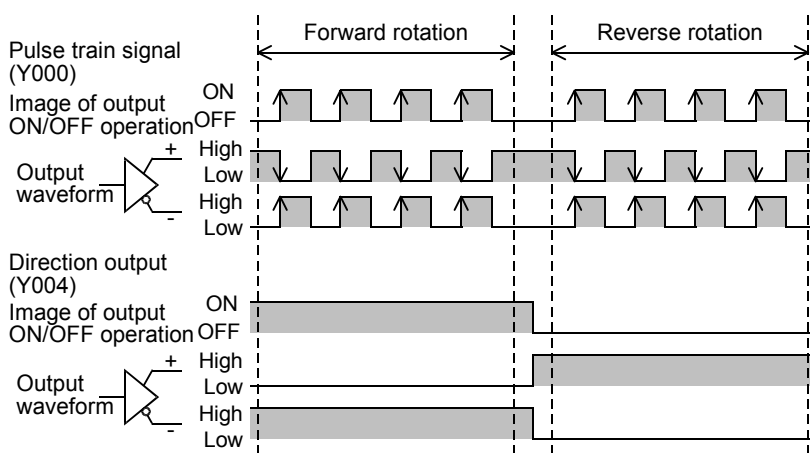 Forward rotation
Reverse rotation
Pulse train signal
(Y000)
Image of output
ON/OFF operation
ON
OFF
Output
waveform
+
-
High
Low
High
Low
Direction output
(Y004)
Image of output
ON/OFF operation
ON
OFF
Output
waveform
+
-
High
Low
High
Low